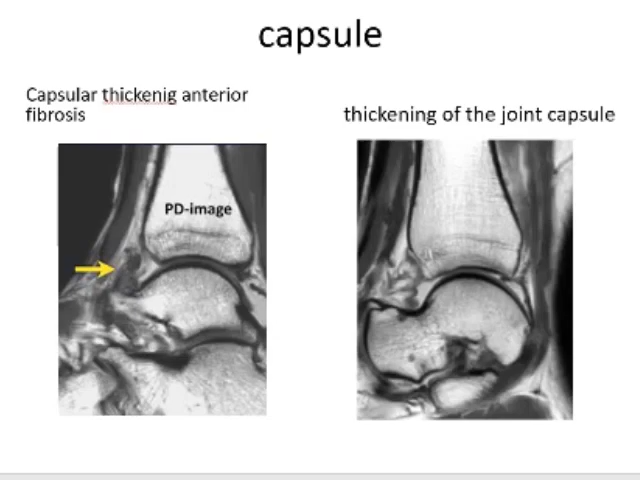 capsule
Capsular thickenig anterior
fibrosis
thickening of the joint capsule
PD-image